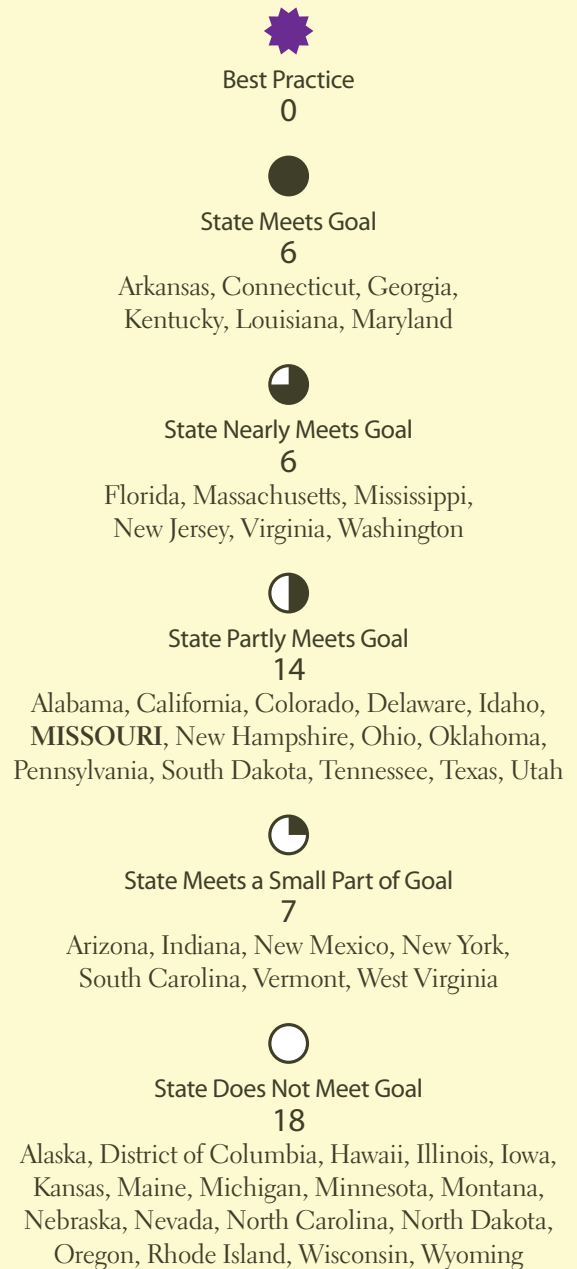 Best Practice
0
State Meets Goal
6
Arkansas, Connecticut, Georgia,
Kentucky, Louisiana, Maryland
State Nearly Meets Goal
6
Florida, Massachusetts, Mississippi,
New Jersey, Virginia, Washington
State Partly Meets Goal
14
Alabama, California, Colorado, Delaware, Idaho,
MISSOURI, New Hampshire, Ohio, Oklahoma,
Pennsylvania, South Dakota, Tennessee, Texas, Utah
State Meets a Small Part of Goal
7
Arizona, Indiana, New Mexico, New York,
South Carolina, Vermont, West Virginia
State Does Not Meet Goal
18
Alaska, District of Columbia, Hawaii, Illinois, Iowa,
Kansas, Maine, Michigan, Minnesota, Montana,
Nebraska, Nevada, North Carolina, North Dakota,
Oregon, Rhode Island, Wisconsin, Wyoming